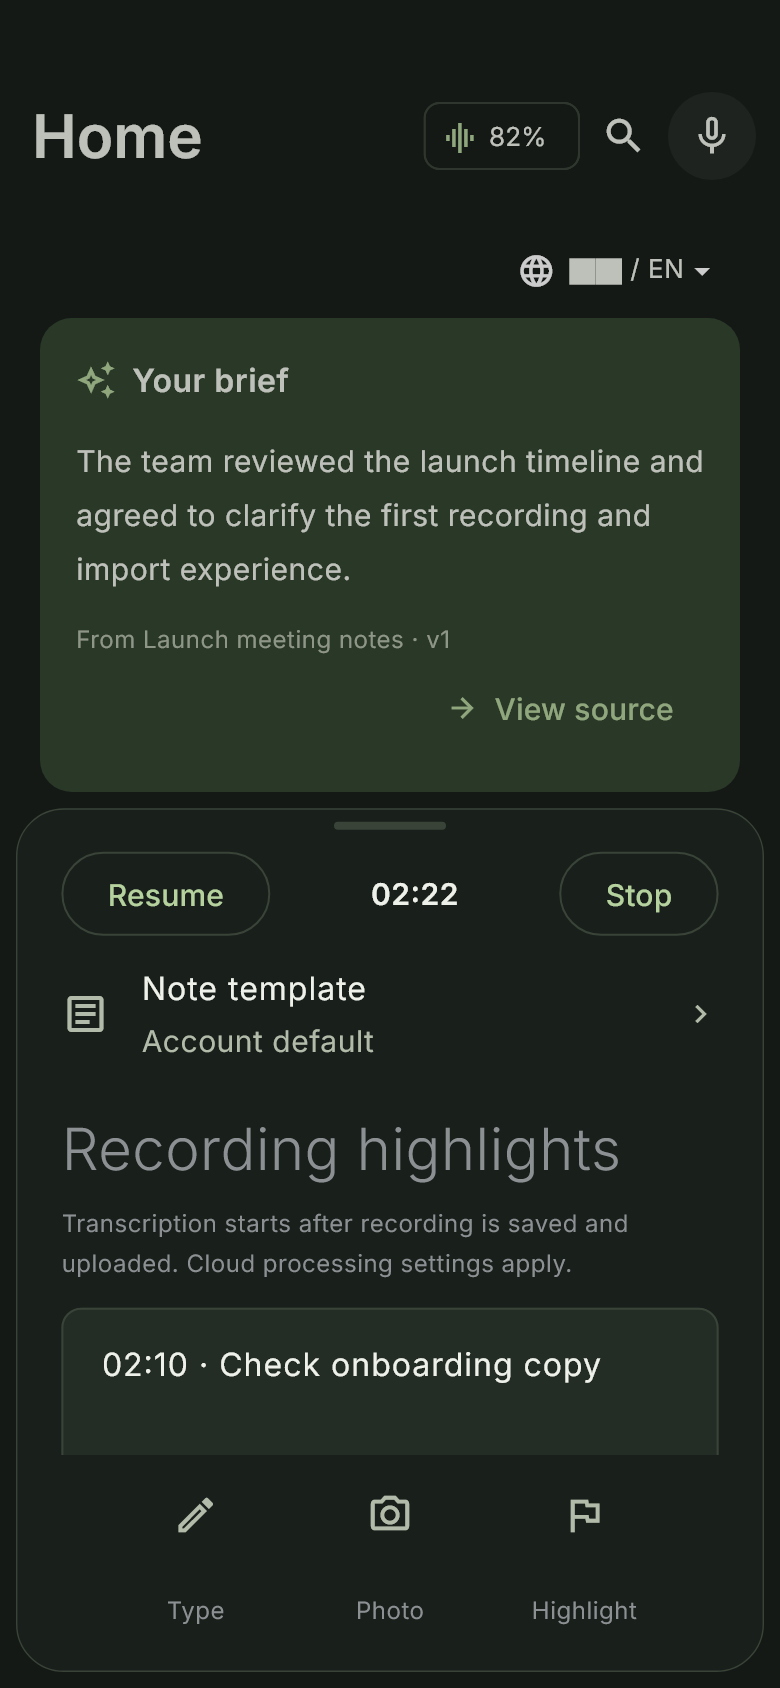 Home
82%
/ EN
Your brief
The team reviewed the launch timeline and
agreed to clarify the first recording and
import experience.
From Launch meeting notes · v1
View source
Resume
02:22
Stop
Note template
Account default
Recording highlights
Transcription starts after recording is saved and
uploaded. Cloud processing settings apply.
02:10 · Check onboarding copy
Type
Photo
Highlight